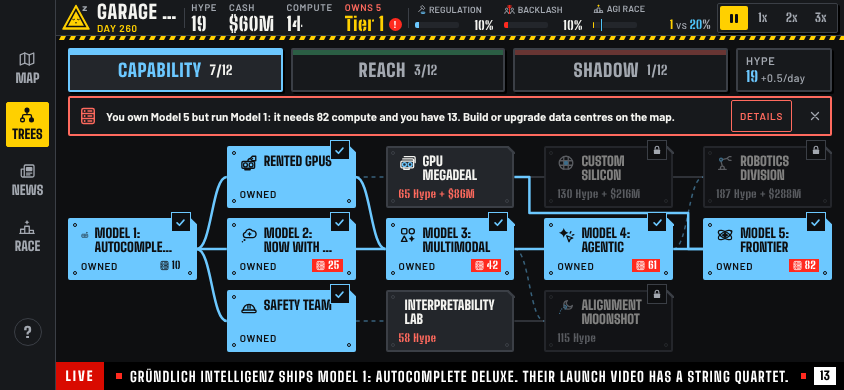 GARAGE ...
DAY 260
HYPE
19
CASH
$60M
COMPUTE
14
OWNS 5
Tier 1 !
REGULATION
10%
BACKLASH
10%
AGI RACE
1 vs 20%
1x 2x 3x
MAP
TREES
NEWS
RACE
?
CAPABILITY 7/12
REACH 3/12
SHADOW 1/12
HYPE
19 +0.5/day
You own Model 5 but run Model 1: it needs 82 compute and you have 13. Build or upgrade data centres on the map.
DETAILS
RENTED GPUS
OWNED
GPU
MEGADEAL
65 Hype + $86M
CUSTOM
SILICON
130 Hype + $216M
ROBOTICS
DIVISION
187 Hype + $288M
MODEL 1:
AUTOCOMPLE...
OWNED 10
MODEL 2:
NOW WITH ...
OWNED 25
MODEL 3:
MULTIMODAL
OWNED 42
MODEL 4:
AGENTIC
OWNED 61
MODEL 5:
FRONTIER
OWNED 82
SAFETY TEAM
OWNED
INTERPRETABILITY
LAB
58 Hype
ALIGNMENT
MOONSHOT
115 Hype
LIVE
GRÜNDLICH INTELLIGENZ SHIPS MODEL 1: AUTOCOMPLETE DELUXE. THEIR LAUNCH VIDEO HAS A STRING QUARTET.
13